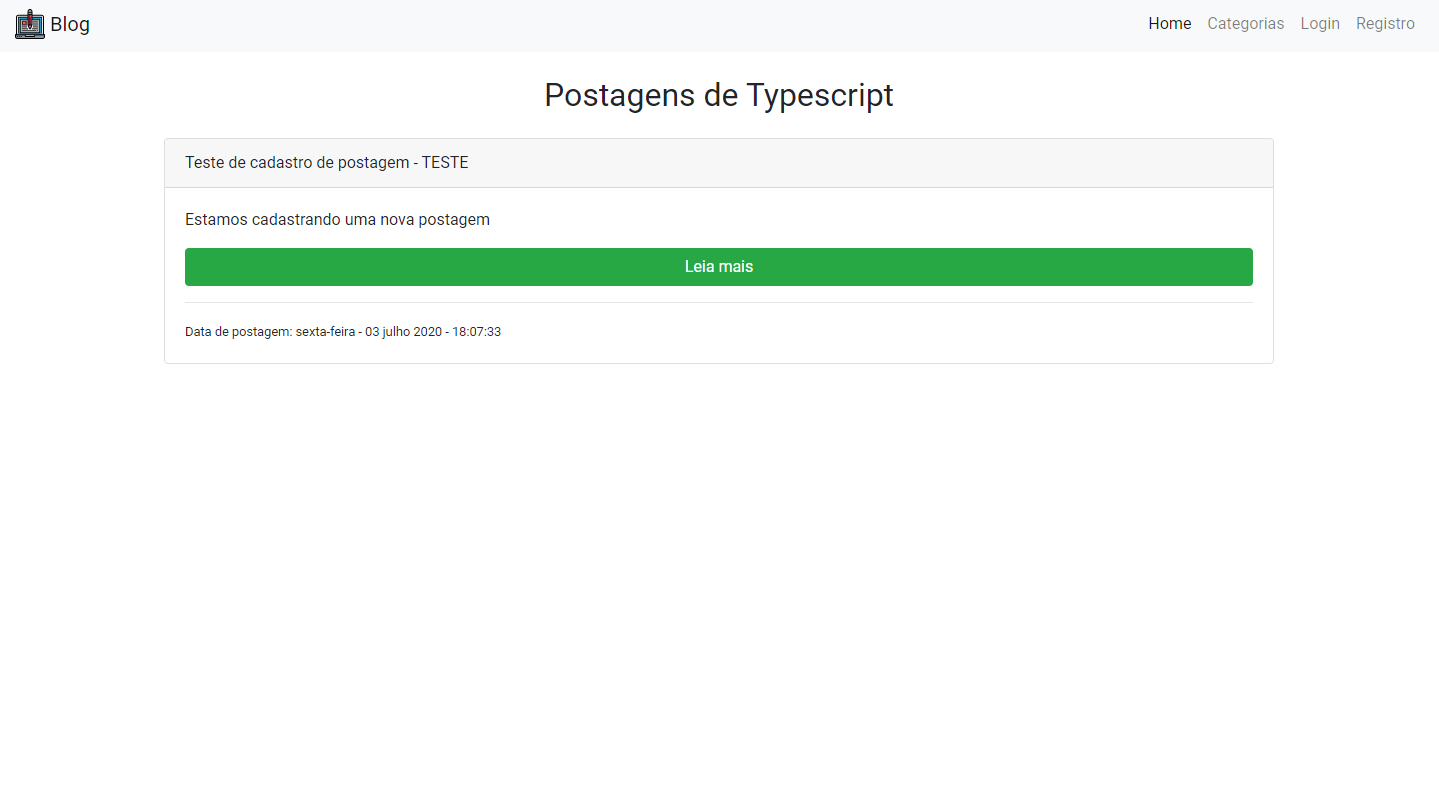 Blog
Home Categorias Login Registro
Postagens de Typescript
Teste de cadastro de postagem - TESTE
Estamos cadastrando uma nova postagem
Leia mais
Data de postagem: sexta-feira - 03 julho 2020 - 18:07:33